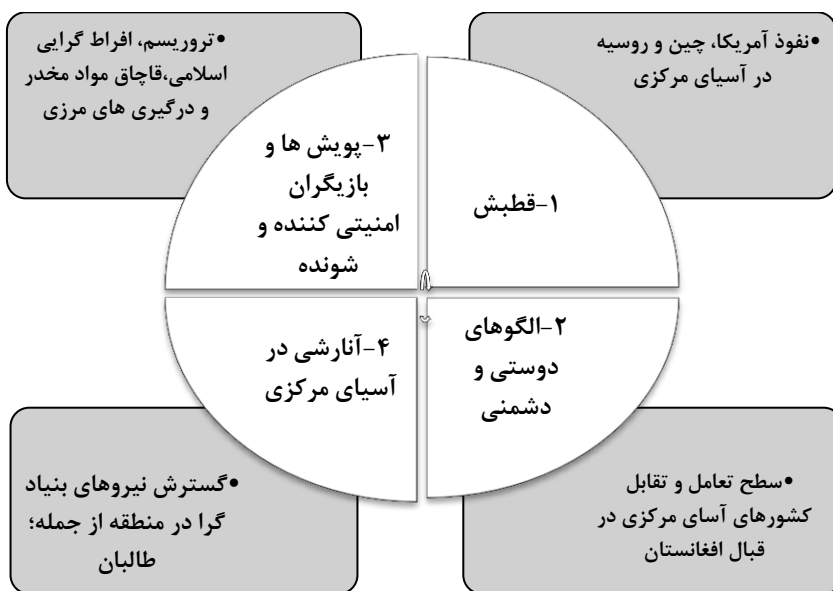 •نفوذ آمریکا، چین و روسیه
در آسیای مرکزی
۱-قطبش
•تروریسم، افراط گرایی
اسلامی،قاچاق مواد مخدر
و درگیری های مرزی
۳-پویش ها و
بازیگران
امنیتی کننده و
شونده
۲-الگوهای
دوستی و
دشمنی
•سطح تعامل و تقابل
کشورهای آسای مرکزی در
قبال افغانستان
۴-آنارشی در
آسیای مرکزی
•گسترش نیروهای بنیاد
گرا در منطقه از جمله؛
طالبان